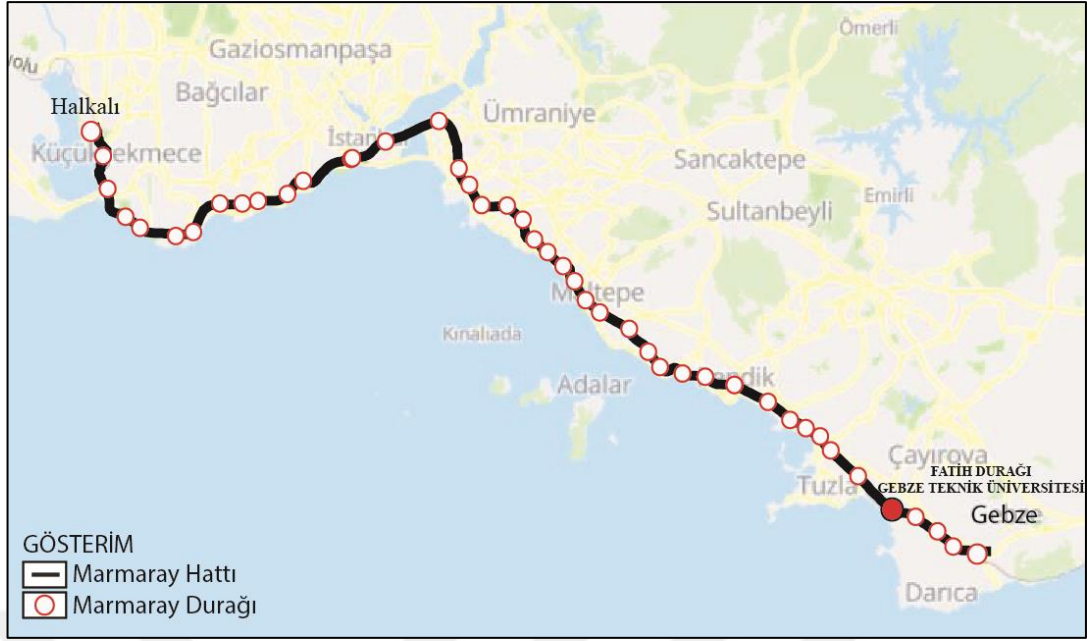 Ömerli
Gaziosmanpaşa
Bağcılar
Halkalı
Ümraniye
İstanbul
Küçükçekmece
Sancaktepe
Emirli
Sultanbeyli
Maltepe
Kınalıada
Adalar
Pendik
Çayırova
FATİH DURAĞI
GEBZE TEKNİK ÜNİVERSİTESİ
Tuzla
Gebze
Darıca
GÖSTERİM
Marmaray Hattı
Marmaray Durağı